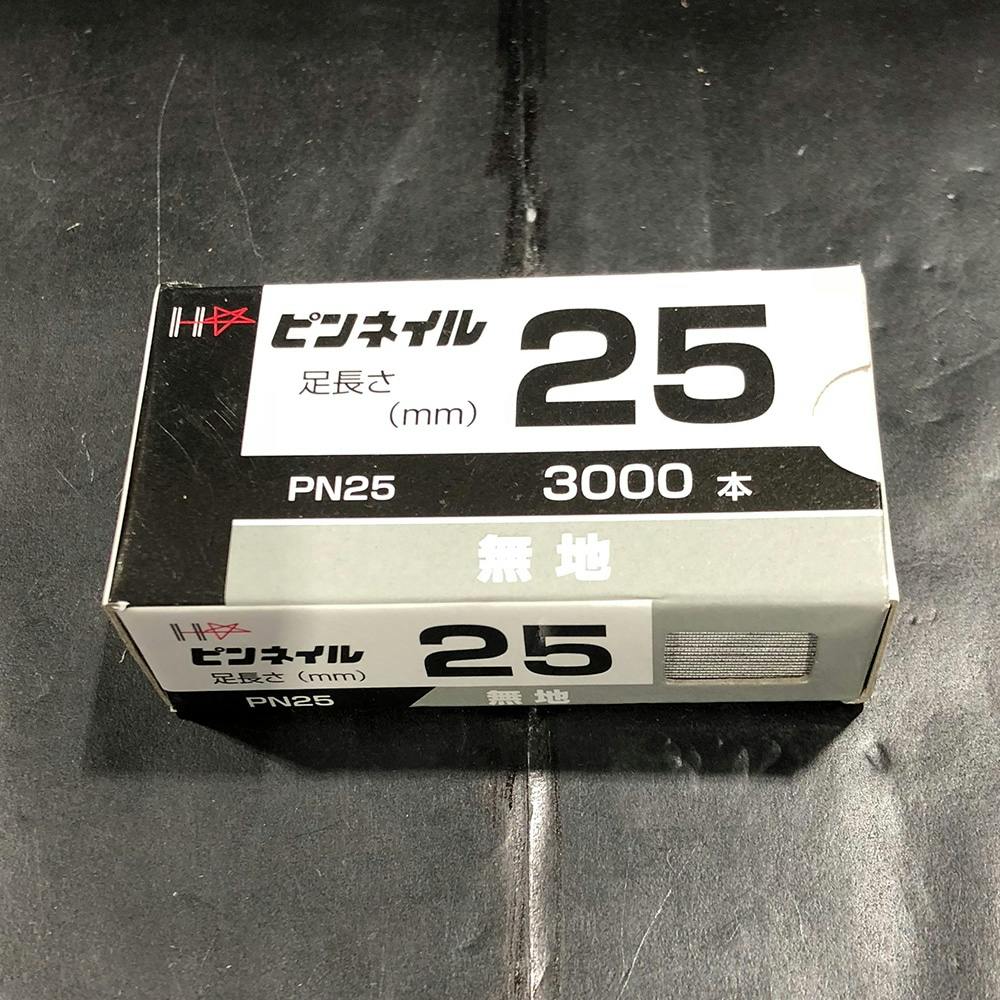 H☆
ピンネイル 25
足長さ
(mm)
PN25 3000 本
無地
H☆
ピンネイル 25
足長さ (mm)
PN25 無地